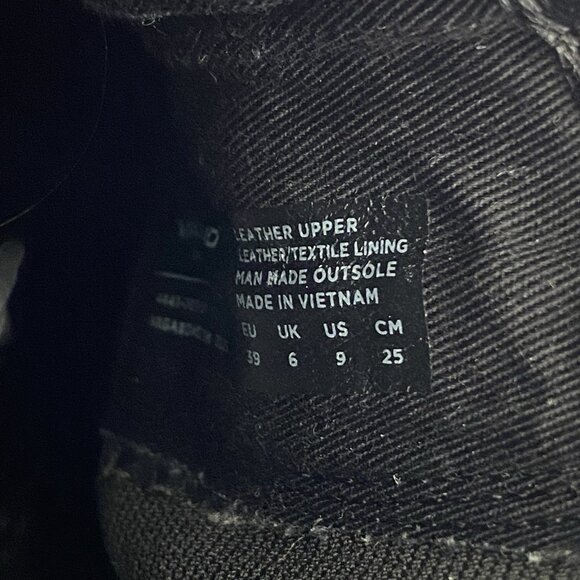 LEATHER UPPER
LEATHER/TEXTILE LINING
MAN MADE OUTSOLE
MADE IN VIETNAM
EU UK US CM
39 6 9 25